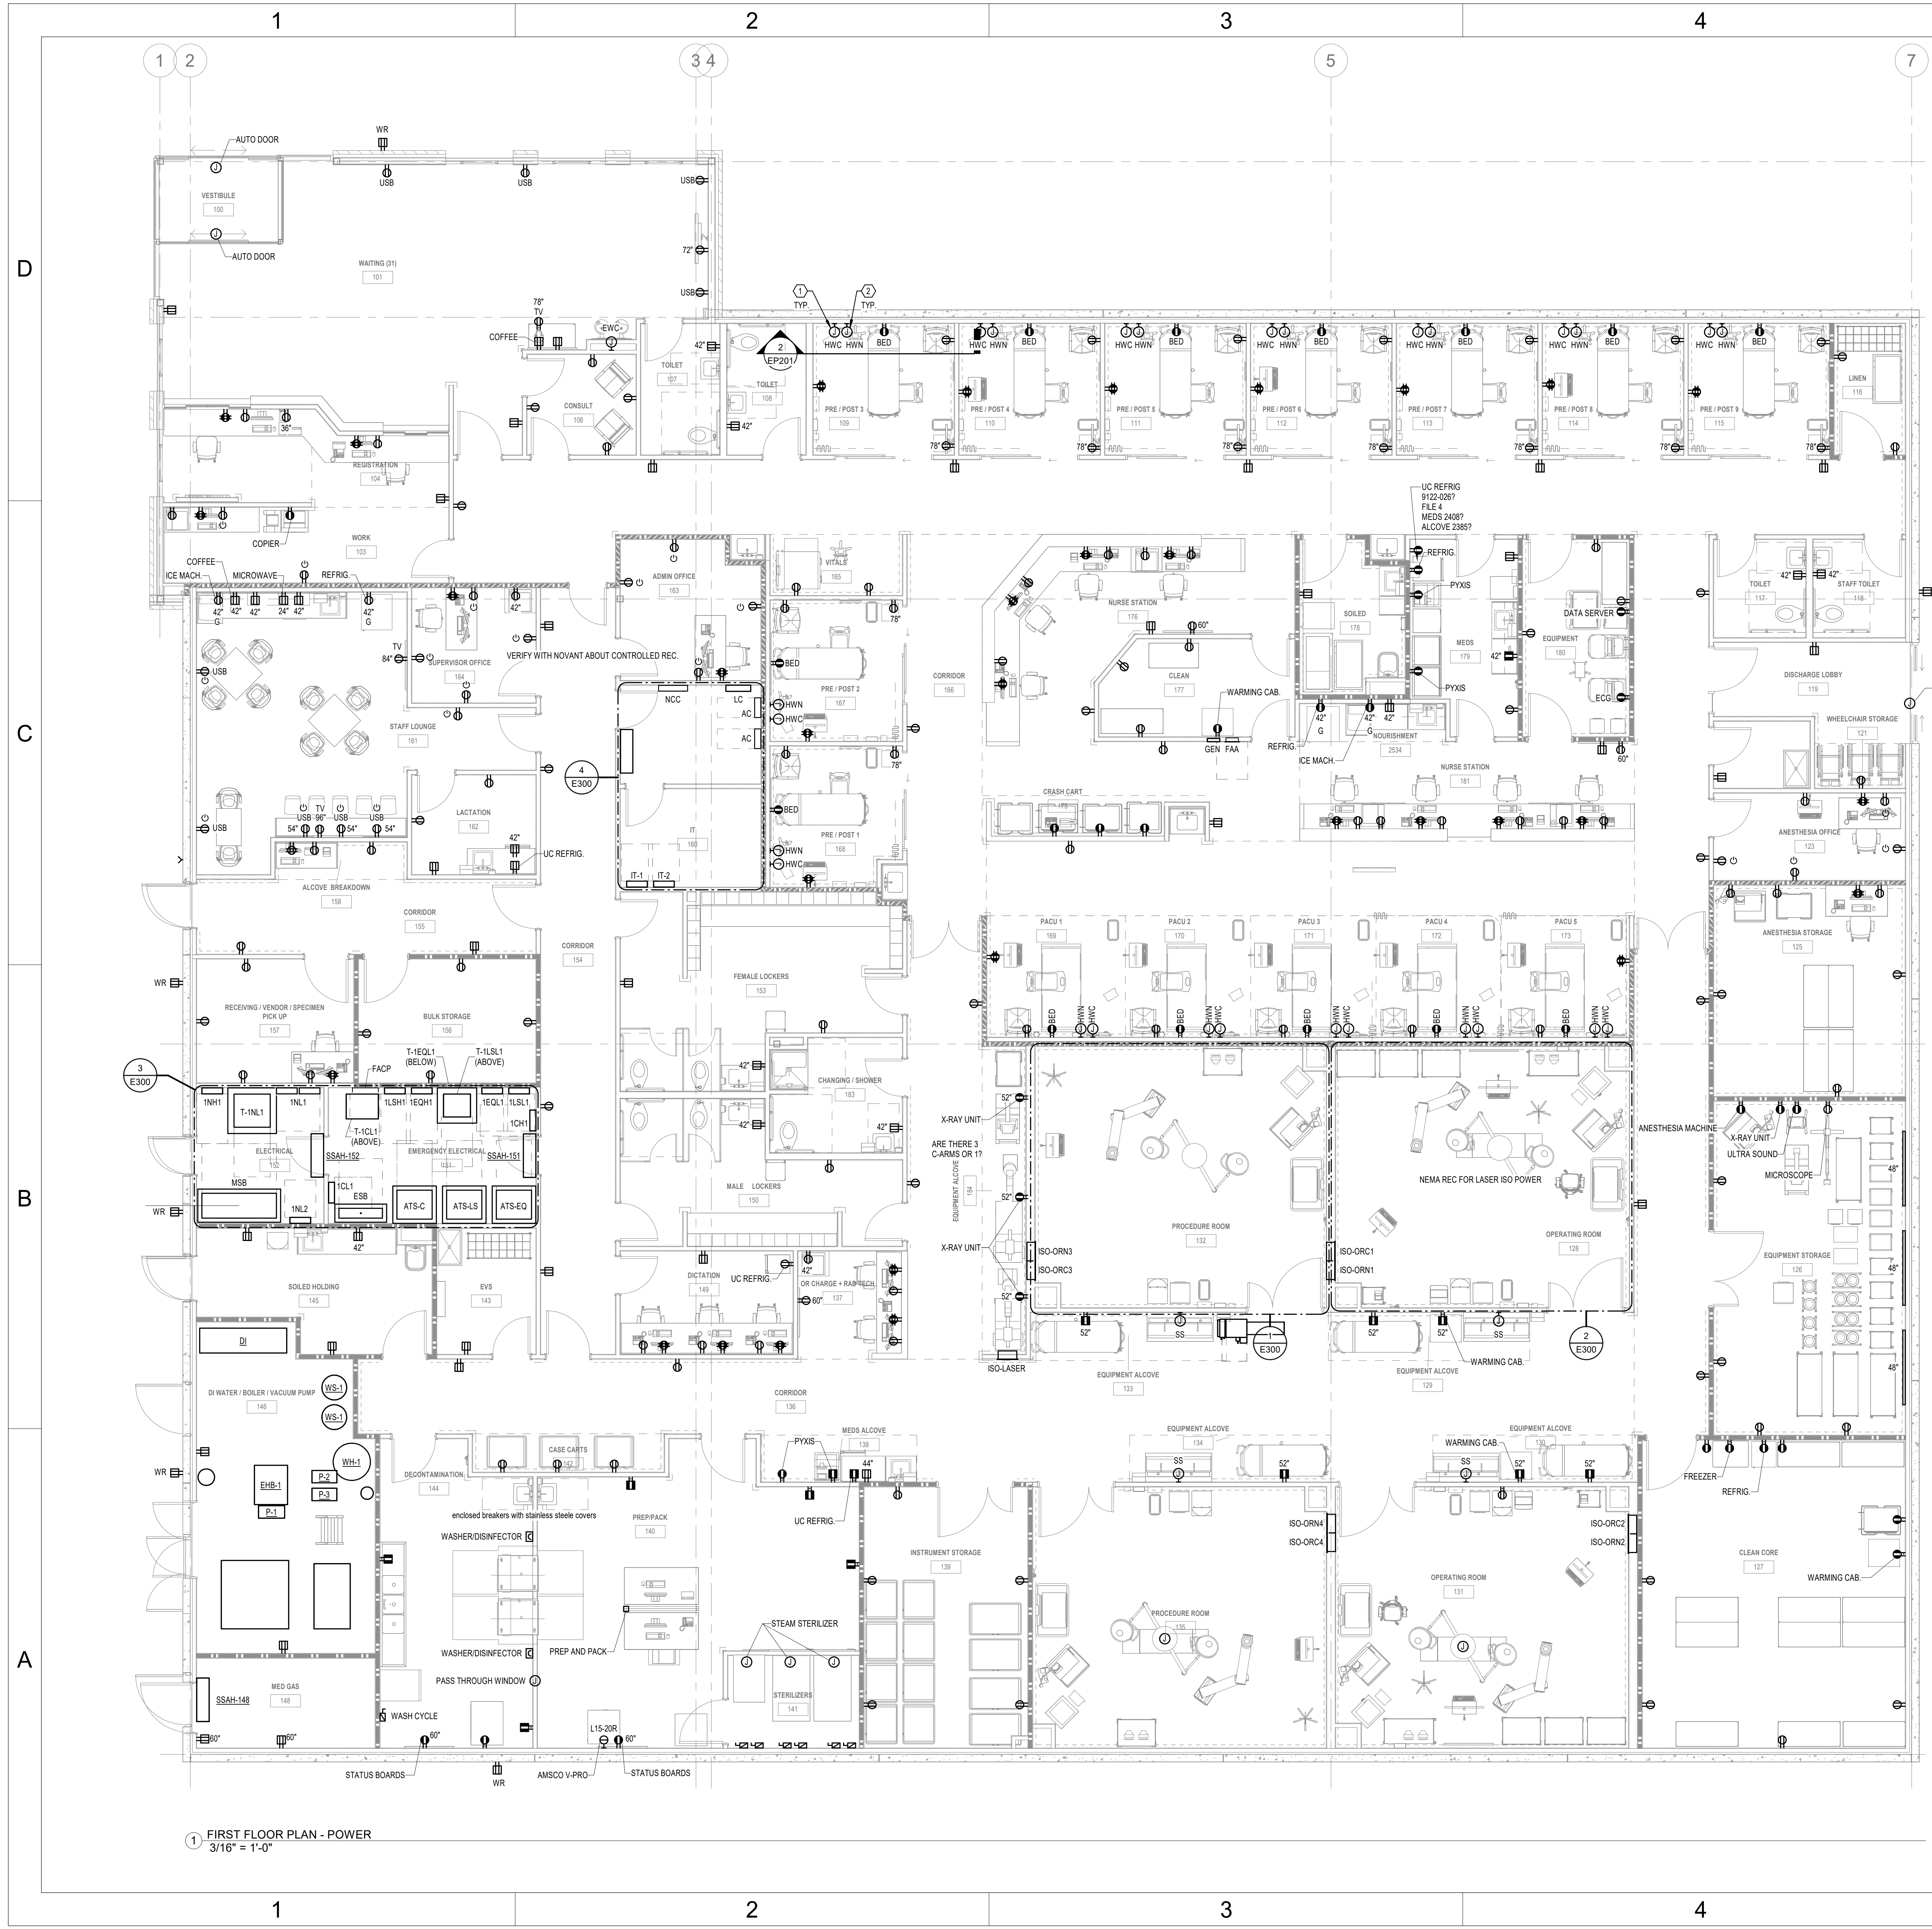 1
2
3
4
1
2
3
4
5
7
D
C
B
A
WR
AUTO DOOR
USB
USB
USB
VESTIBULE
100
AUTO DOOR
72"
WAITING (31)
101
USB
78"
TV
COFFEE
EWC
42"
TOILET
107
TOILET
108
42"
CONSULT
106
2
EP201
1
TYP.
2
TYP.
HWC HWN
BED
HWC HWN
BED
HWC HWN
BED
HWC HWN
BED
HWC HWN
BED
HWC HWN
BED
HWC HWN
BED
PRE / POST 3
109
PRE / POST 4
110
PRE / POST 5
111
PRE / POST 6
112
PRE / POST 7
113
PRE / POST 8
114
PRE / POST 9
115
78"
78"
78"
78"
78"
78"
LINEN
116
36"
REGISTRATION
104
COPIER
WORK
103
COFFEE
ICE MACH.
MICROWAVE
REFRIG.
42"
G
42"
42"
24"
42"
42"
G
42"
ADMIN OFFICE
163
VITALS
165
78"
TV
84"
SUPERVISOR OFFICE
164
VERIFY WITH NOVANT ABOUT CONTROLLED REC.
USB
STAFF LOUNGE
161
NCC
LC
AC
AC
BED
PRE / POST 2
167
HWN
HWC
78"
4
E300
IT
160
IT-1
IT-2
BED
PRE / POST 1
168
HWN
HWC
USB
USB
54"
TV
96"
USB
54"
USB
54"
LACTATION
162
42"
UC REFRIG.
ALCOVE BREAKDOWN
158
CORRIDOR
155
CORRIDOR
154
CORRIDOR
166
NURSE STATION
176
60"
CLEAN
177
WARMING CAB.
GEN
FAA
UC REFRIG
9122-026?
FILE 4
MEDS 2408?
ALCOVE 2385?
REFRIG.
PYXIS
PYXIS
SOILED
178
MEDS
179
42"
DATA SERVER
EQUIPMENT
180
ECG
60"
42"
G
42"
G
42"
REFRIG.
ICE MACH.
NOURISHMENT
2534
NURSE STATION
181
CRASH CART
175
42"
42"
TOILET
117
STAFF TOILET
118
DISCHARGE LOBBY
119
WHEELCHAIR STORAGE
121
ANESTHESIA OFFICE
123
ANESTHESIA STORAGE
125
PACU 1
169
PACU 2
170
PACU 3
171
PACU 4
172
PACU 5
173
BED
HWN
HWC
BED
HWN
HWC
BED
HWN
HWC
BED
HWN
HWC
BED
HWN
HWC
WR
RECEIVING / VENDOR / SPECIMEN
PICK UP
157
BULK STORAGE
156
FEMALE LOCKERS
153
T-1EQL1
(BELOW)
T-1LSL1
(ABOVE)
FACP
3
E300
1NH1
T-1NL1
1NL1
1LSH1
1EQH1
1EQL1
1LSL1
1CH1
T-1CL1
(ABOVE)
ELECTRICAL
152
SSAH-152
EMERGENCY ELECTRICAL
151
SSAH-151
MSB
1CL1
ESB
1NL2
ATS-C
ATS-LS
ATS-EQ
WR
42"
42"
CHANGING / SHOWER
183
42"
42"
MALE LOCKERS
150
52"
X-RAY UNIT
ARE THERE 3
C-ARMS OR 1?
EQUIPMENT ALCOVE
184
52"
X-RAY UNIT
52"
PROCEDURE ROOM
132
ISO-ORN3
ISO-ORC3
ISO-ORC1
ISO-ORN1
NEMA REC FOR LASER ISO POWER
OPERATING ROOM
128
ANESTHESIA MACHINE
X-RAY UNIT
ULTRA SOUND
MICROSCOPE
48"
EQUIPMENT STORAGE
126
48"
48"
SOILED HOLDING
145
EVS
143
DICTATION
149
UC REFRIG.
42"
OR CHARGE + RAD TECH.
137
60"
ISO-LASER
52"
SS
1
E300
52"
52"
SS
WARMING CAB.
2
E300
EQUIPMENT ALCOVE
133
EQUIPMENT ALCOVE
129
DI
DI WATER / BOILER / VACUUM PUMP
146
WS-1
WS-1
CORRIDOR
136
MEDS ALCOVE
138
PYXIS
44"
UC REFRIG.
EQUIPMENT ALCOVE
134
SS
52"
EQUIPMENT ALCOVE
130
WARMING CAB.
SS
52"
52"
FREEZER
REFRIG.
WH-1
EHB-1
P-2
P-3
P-1
DECONTAMINATION
144
CASE CARTS
142
enclosed breakers with stainless steele covers
WASHER/DISINFECTOR
PREP/PACK
140
INSTRUMENT STORAGE
139
ISO-ORN4
ISO-ORC4
ISO-ORC2
ISO-ORN2
CLEAN CORE
127
WARMING CAB.
OPERATING ROOM
131
PROCEDURE ROOM
135
STEAM STERILIZER
WASHER/DISINFECTOR
PREP AND PACK
PASS THROUGH WINDOW
STERILIZERS
141
MED GAS
148
SSAH-148
WASH CYCLE
60"
60"
60"
L15-20R
60"
STATUS BOARDS
WR
AMSCO V-PRO
STATUS BOARDS
1
FIRST FLOOR PLAN - POWER
3/16" = 1'-0"
1
2
3
4